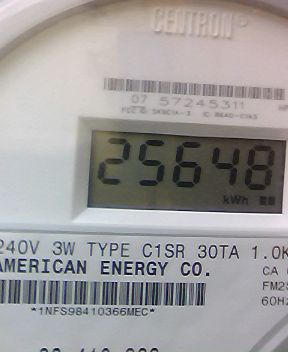 CENTRON
07 57245311
25648
kWh
240V 3W TYPE C1SR 30TA 1.0K
AMERICAN ENERGY CO.
CA
FM2S
60Hz
*1NFS98410366MEC*